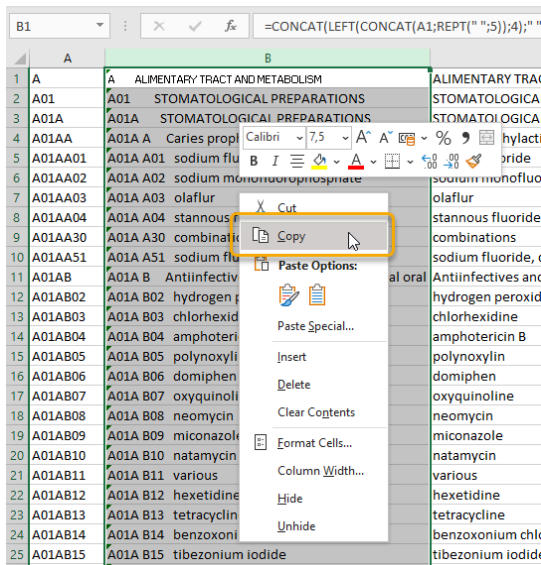 B1 fx =CONCAT(LEFT(CONCAT(A1;REPT(" ";5));4);" "
A B
1 A A ALIMENTARY TRACT AND METABOLISM ALIMENTARY TRAC
2 A01 A01 STOMATOLOGICAL PREPARATIONS STOMATOLOGICA
3 A01A A01A STOMATOLOGICAL PREPARATIONS STOMATOLOGICA
Calibri 7,5 A A % 9
4 A01AA A01A A Caries prop hylacti
B I A
5 A01AA01 A01A A01 sodium flu oride
6 A01AA02 A01A A02 sodium monofluorophosphate sodium monofluo
7 A01AA03 A01A A03 olaflur olaflur
Cut
8 A01AA04 A01A A04 stannous stannous fluoride
Copy
9 A01AA30 A01A A30 combinati combinations
10 A01AA51 A01A A51 sodium flu sodium fluoride, c
Paste Options:
11 A01AB A01A B Antiinfectiv al oral Antiinfectives and
12 A01AB02 A01A B02 hydrogen p hydrogen peroxid
13 A01AB03 A01A B03 chlorhexid chlorhexidine
Paste Special...
14 A01AB04 A01A B04 amphoteri amphotericin B
15 A01AB05 A01A B05 polynoxyli polynoxylin
Insert
16 A01AB06 A01A B06 domiphen domiphen
Delete
17 A01AB07 A01A B07 oxyquinoli oxyquinoline
Clear Contents
18 A01AB08 A01A B08 neomycin neomycin
19 A01AB09 A01A B09 miconazole miconazole
Format Cells...
20 A01AB10 A01A B10 natamycin natamycin
Column Width...
21 A01AB11 A01A B11 various various
22 A01AB12 A01A B12 hexetidine hexetidine
Hide
23 A01AB13 A01A B13 tetracyclin tetracycline
Unhide
24 A01AB14 A01A B14 benzoxoni benzoxonium chlo
25 A01AB15 A01A B15 tibezonium iodide tibezonium iodide